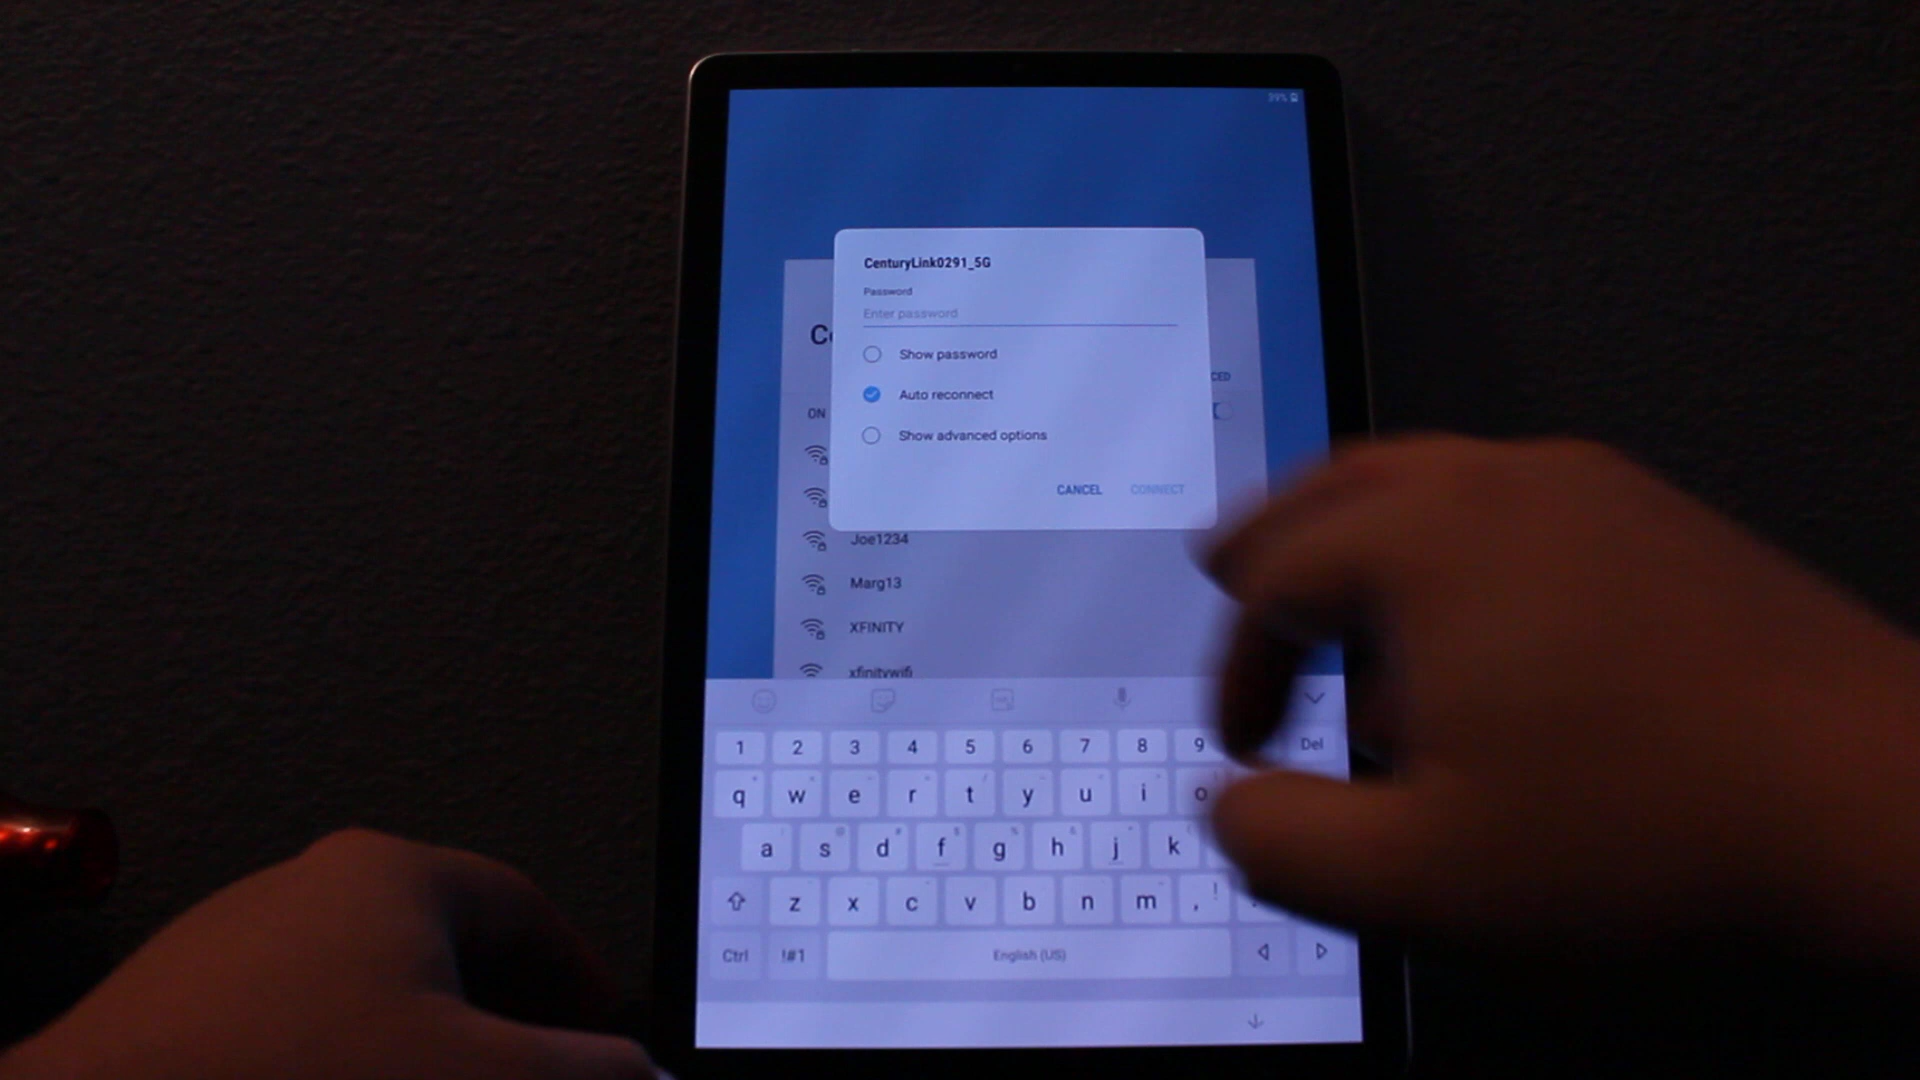 39%
CenturyLink0291_5G
Password
Enter password
Show password
Auto reconnect
Show advanced options
CANCEL CONNECT
ON
Joe1234
Marg13
XFINITY
xfinitywifi
1 2 3 4 5 6 7 8 9 Del
q w e r t y u i o
a s d f g h j k
z x c v b n m , !
Ctrl !#1 English (US)